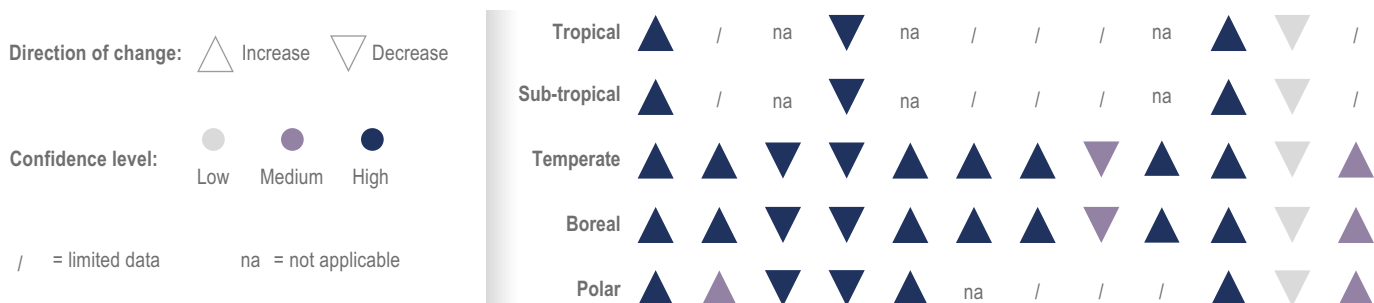 Direction of change: Increase Decrease
Confidence level:
Low Medium High
/ = limited data na = not applicable
Tropical / na na / / / na /
Sub-tropical / na na / / / na /
Temperate
Boreal
Polar na / / /